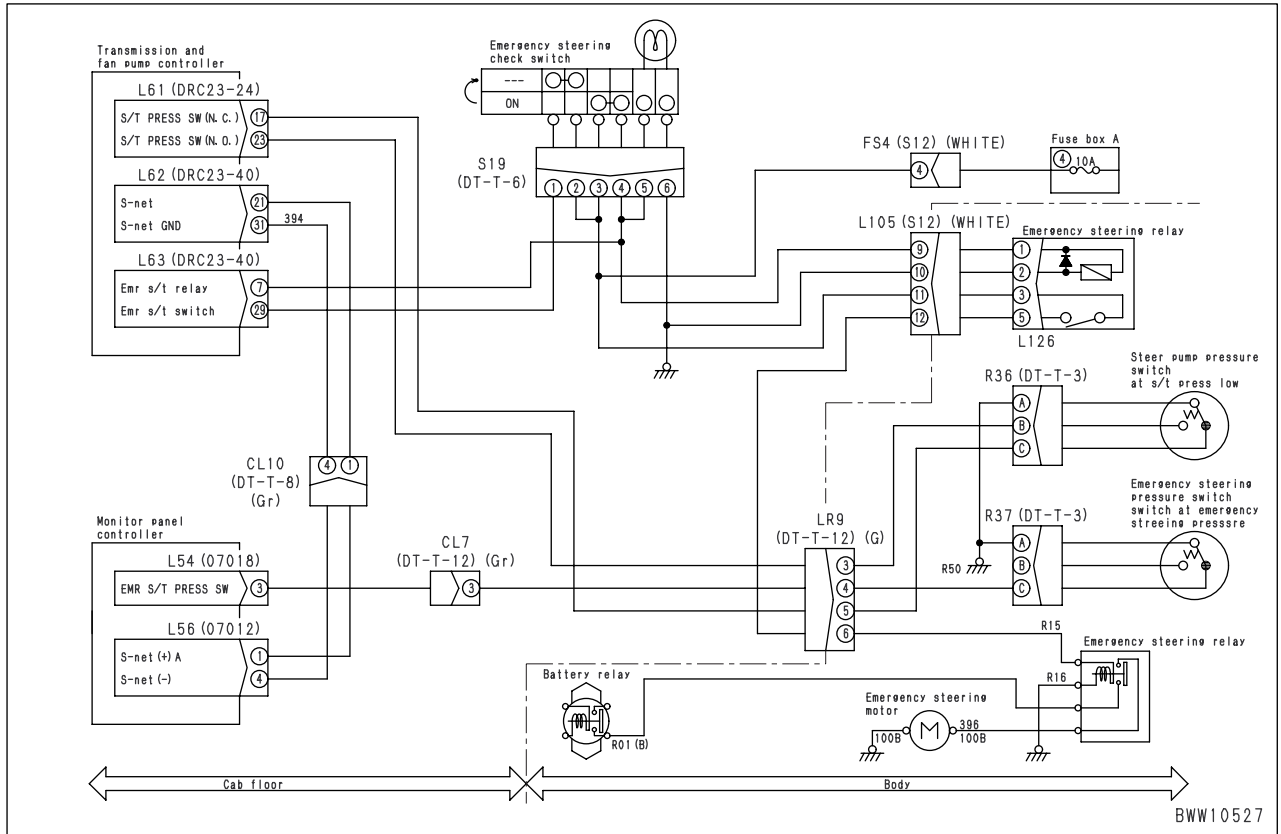 Transmission and
fan pump controller
L61 (DRC23-24)
S/T PRESS SW (N.C.) 17
S/T PRESS SW (N.O.) 23
L62 (DRC23-40)
S-net 21
S-net GND 31
394
L63 (DRC23-40)
Emr s/t relay 7
Emr s/t switch 29
Emergency steering
check switch
---
ON
S19
(DT-T-6)
1 2 3 4 5 6
FS4 (S12) (WHITE)
4
Fuse box A
4 10A
L105 (S12) (WHITE)
9
10
11
12
Emergency steering relay
1
2
3
5
L126
Steer pump pressure
switch
at s/t press low
R36 (DT-T-3)
A
B
C
Emergency steering
pressure switch
switch at emergency
streeing presssre
R37 (DT-T-3)
A
B
C
R50
CL10
(DT-T-8)
(Gr)
4 1
Monitor panel
controller
L54 (07018)
EMR S/T PRESS SW 3
L56 (07012)
S-net (+) A 1
S-net (-) 4
CL7
(DT-T-12) (Gr)
3
LR9
(DT-T-12) (G)
3
4
5
6
R15
Emergency steering relay
R16
Battery relay
R01 (B)
Emergency steering
motor
M
100B
396
100B
Cab floor
Body
BWW10527